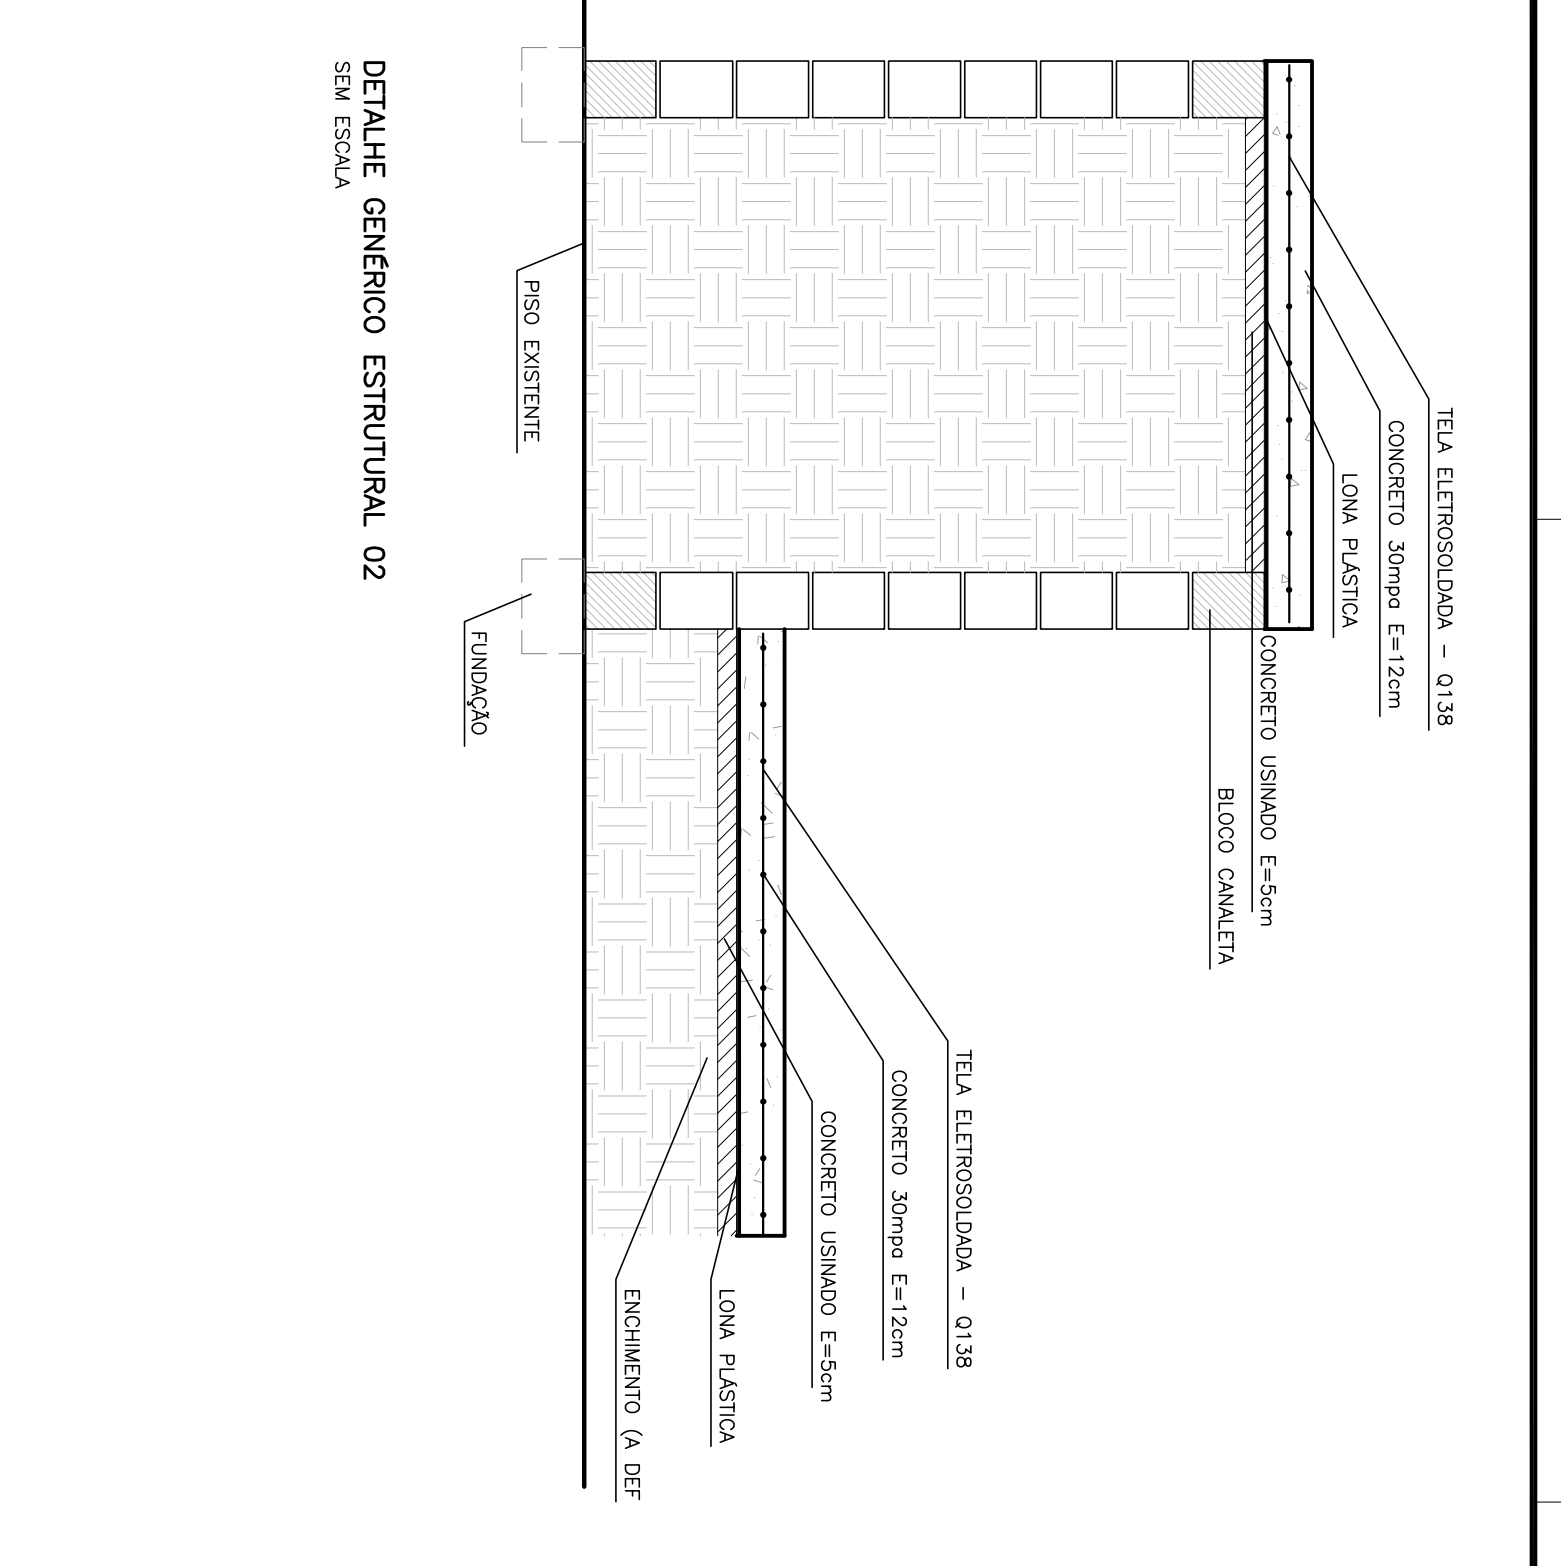 TELA ELETROSOLDADA - Q138
CONCRETO 30mpa E=12cm
LONA PLÁSTICA
CONCRETO USINADO E=5cm
BLOCO CANALETA
TELA ELETROSOLDADA - Q138
CONCRETO 30mpa E=12cm
CONCRETO USINADO E=5cm
LONA PLÁSTICA
ENCHIMENTO (A DEF
PISO EXISTENTE
FUNDAÇÃO
DETALHE GENÉRICO ESTRUTURAL 02
SEM ESCALA